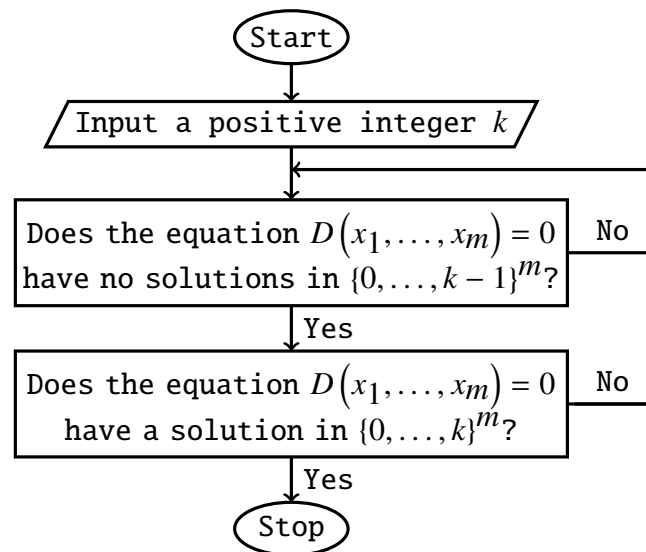 Start
Input a positive integer k
Does the equation D(x₁, . . . , xₘ) = 0
have no solutions in {0, . . . , k − 1}ᵐ?
No
Yes
Does the equation D(x₁, . . . , xₘ) = 0
have a solution in {0, . . . , k}ᵐ?
No
Yes
Stop